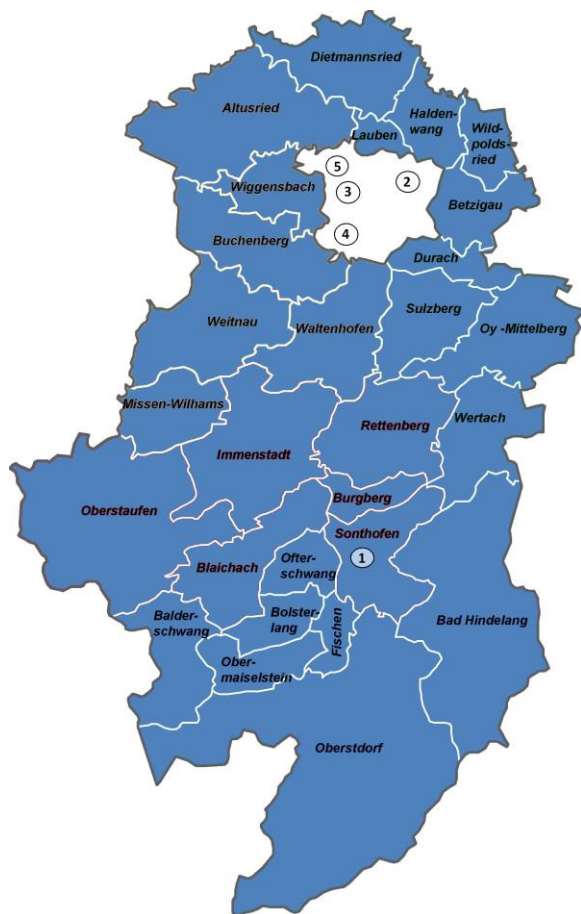 Dietmannsried
Altusried
Halden-
wang
Lauben
Wild-
polds-
ried
5
2
Wiggensbach
3
Betzigau
4
Buchenberg
Durach
Sulzberg
Weitnau
Waltenhofen
Oy -Mittelberg
Missen-Wilhams
Wertach
Rettenberg
Immenstadt
Burgberg
Oberstaufen
Sonthofen
1
Ofter-
schwang
Blaichach
Balder-
schwang
Bolster-
lang
Fischen
Bad Hindelang
Ober-
maiselstein
Oberstdorf